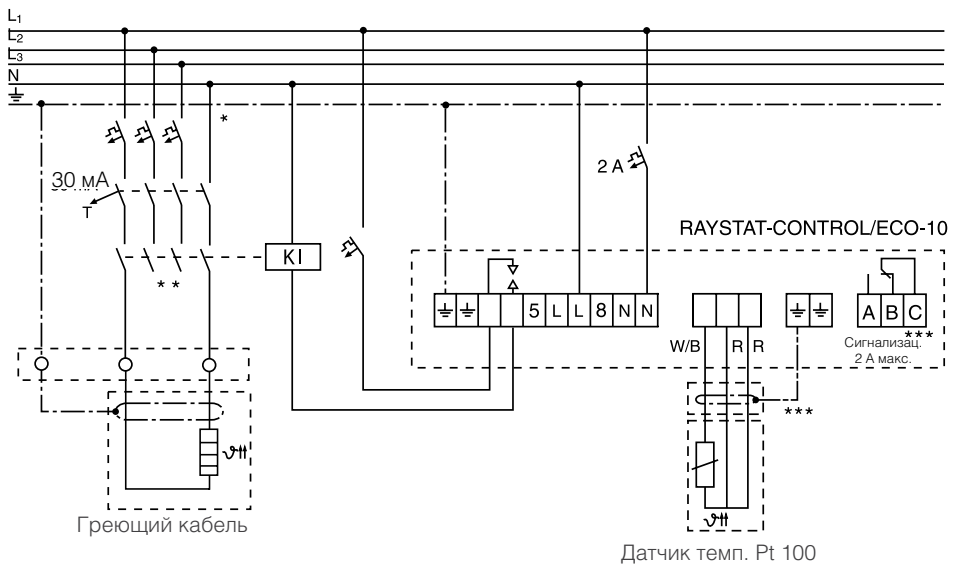 L1
L2
L3
N
*
30 мА
T
2 A
RAYSTAT-CONTROL/ECO-10
KI
* *
5 L L 8 N N
A B C
***
Сигнализац.
2 А макс.
W/B R R
***
Греющий кабель
Датчик темп. Pt 100